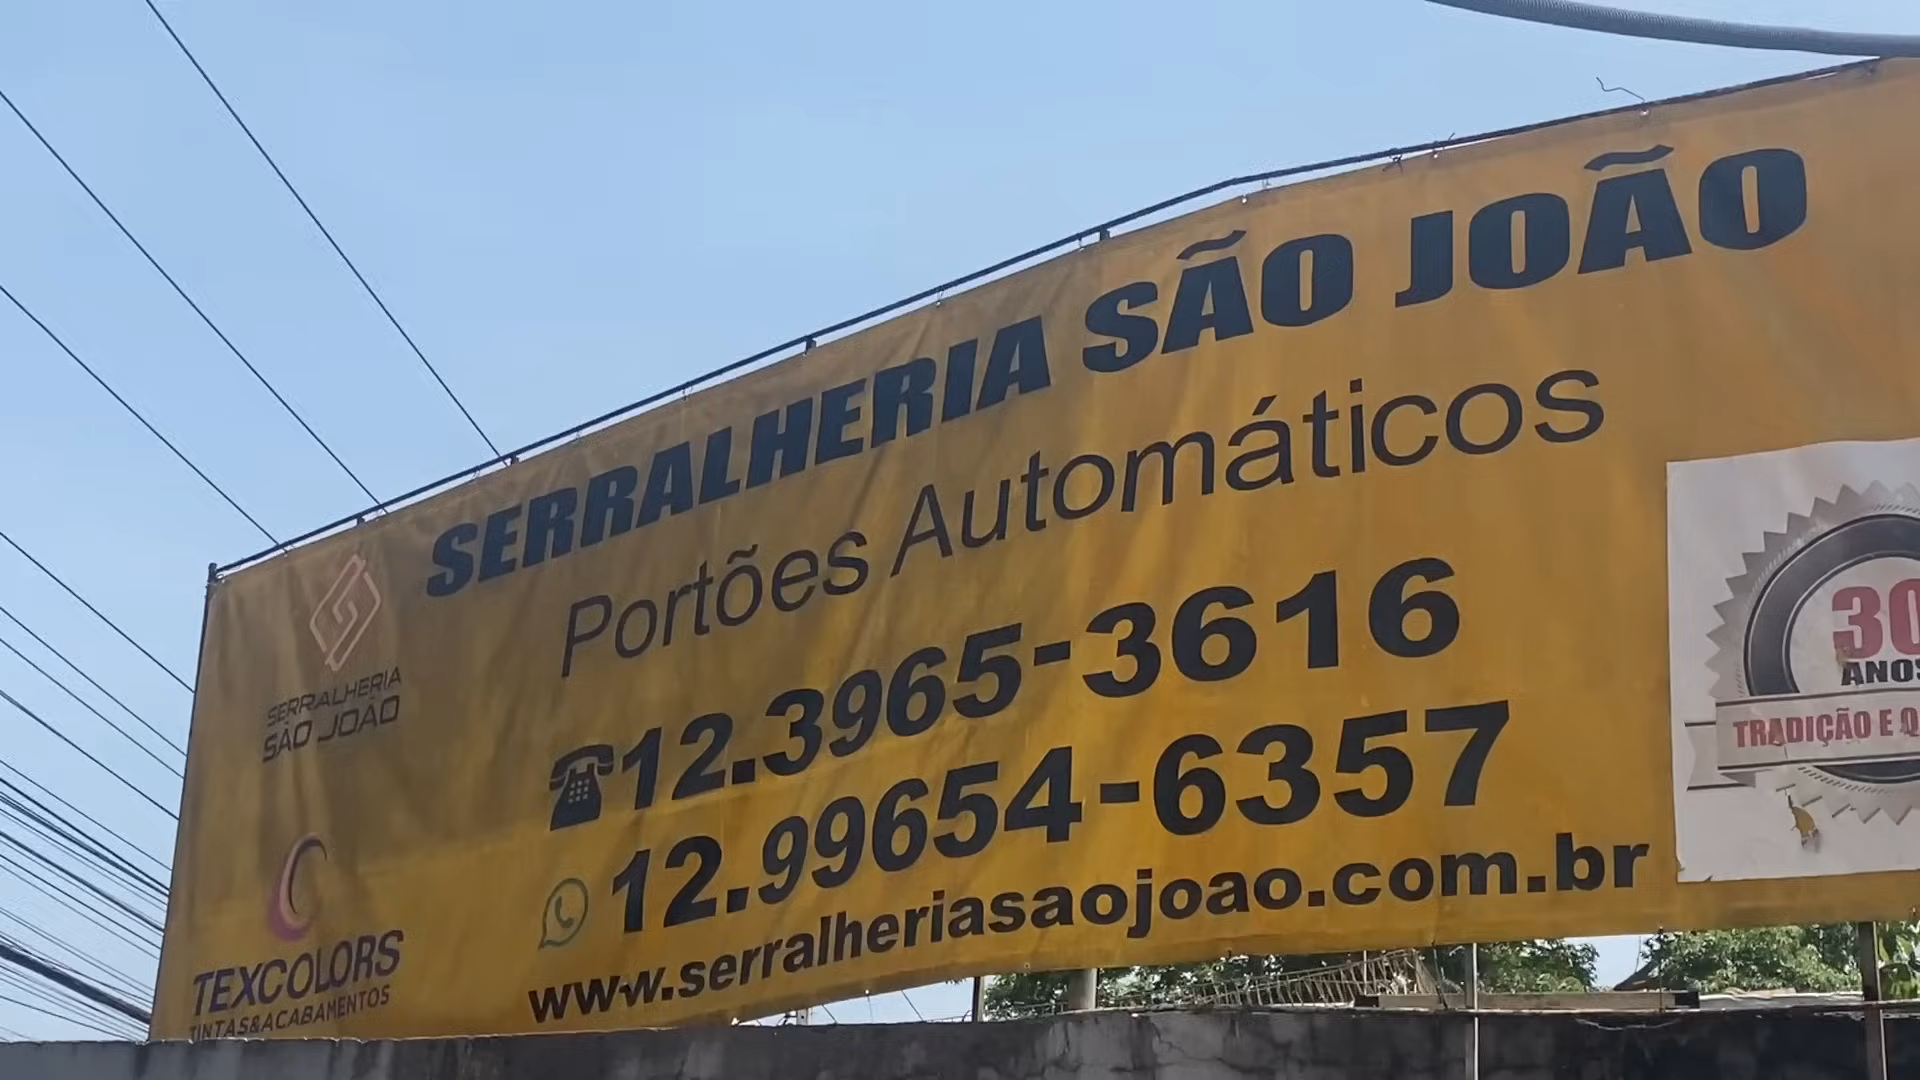 SERRALHERIA SÃO JOÃO
Portões Automáticos
12.3965-3616
12.99654-6357
www.serralheriasaojoao.com.br
SERRALHERIA
SÃO JOÃO
TEXCOLORS
TINTAS&ACABAMENTOS
30
ANOS
TRADIÇÃO E